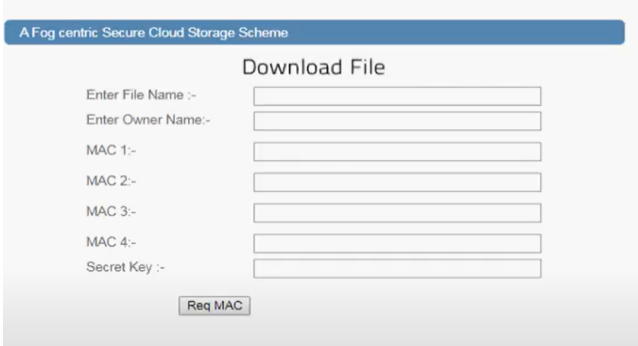 A Fog centric Secure Cloud Storage Scheme
Download File
Enter File Name :-
Enter Owner Name:-
MAC 1:-
MAC 2:-
MAC 3:-
MAC 4:-
Secret Key :-
Req MAC